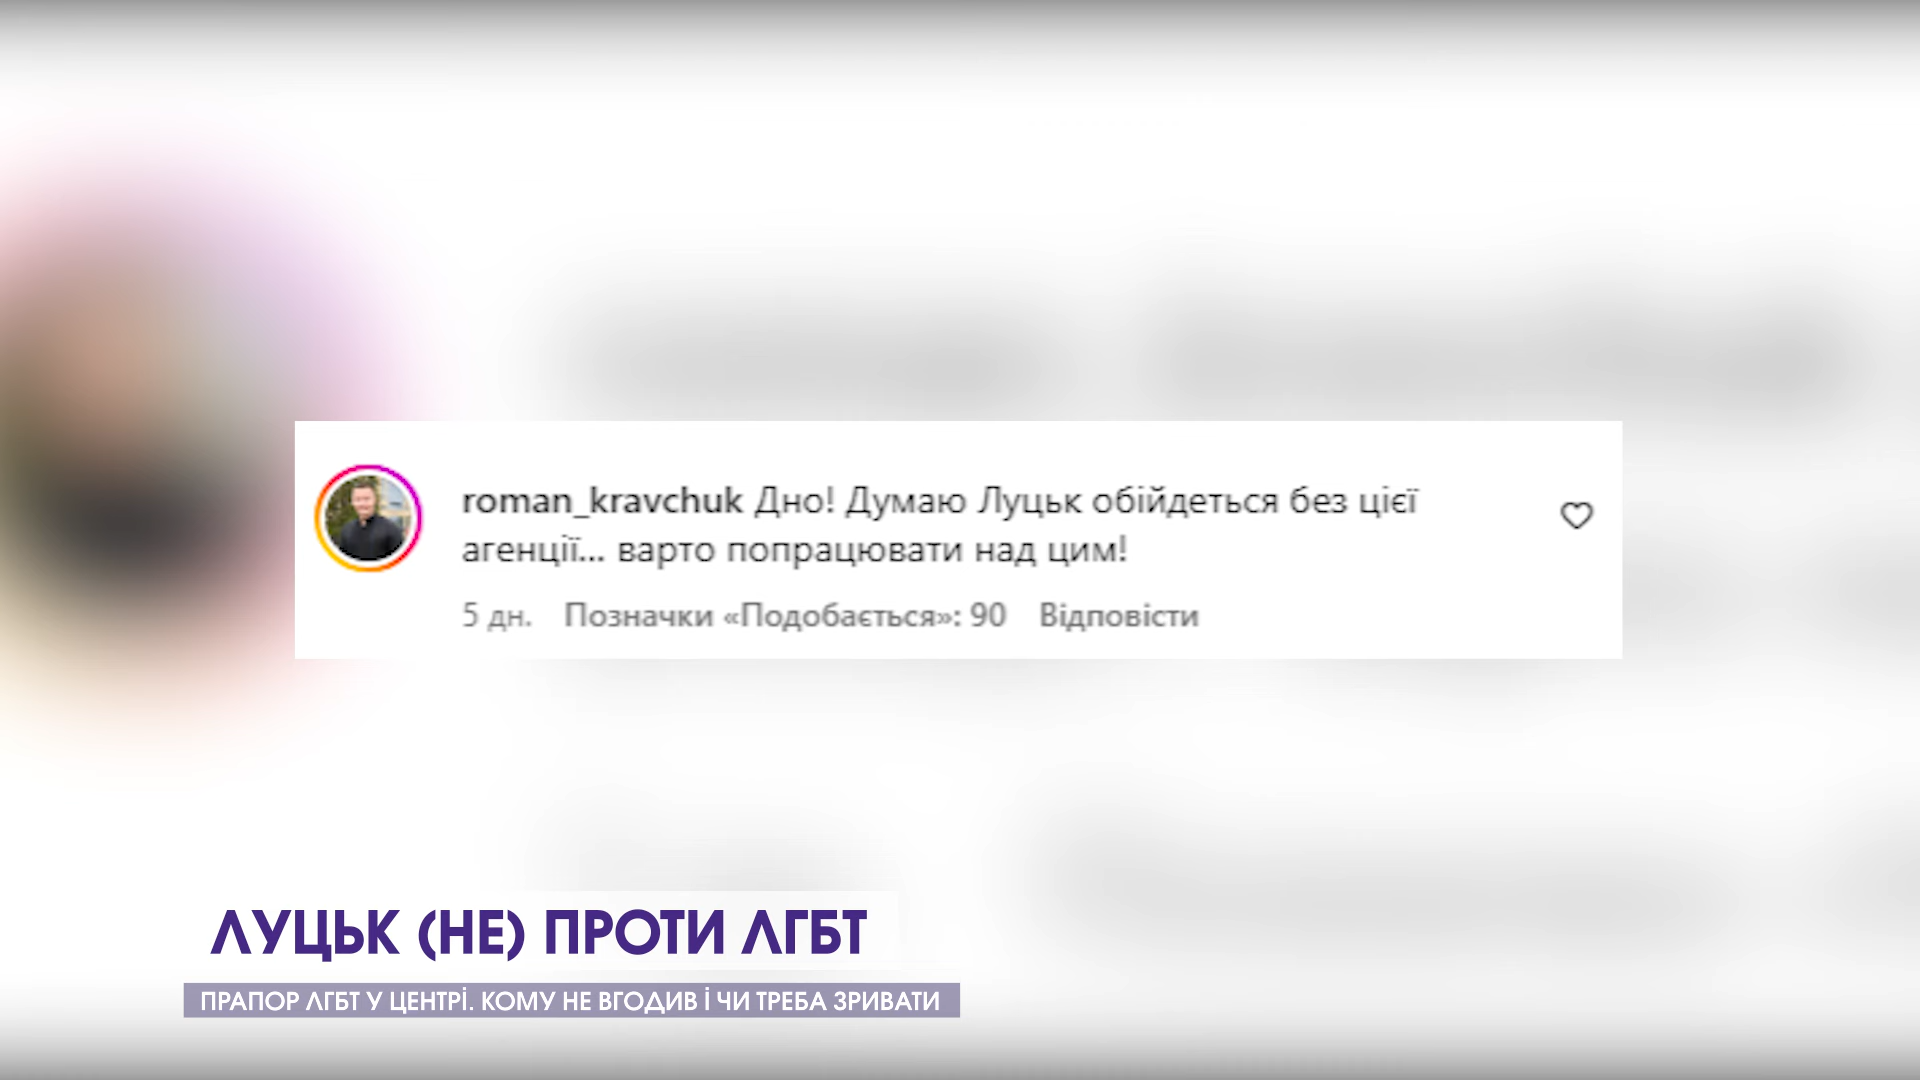 roman_kravchuk Дно! Думаю Луцьк обійдеться без цієї
агенції... варто попрацювати над цим!
5 дн. Позначки «Подобається»: 90 Відповісти
ЛУЦЬК (НЕ) ПРОТИ ЛГБТ
ПРАПОР ЛГБТ У ЦЕНТРІ. КОМУ НЕ ВГОДИВ І ЧИ ТРЕБА ЗРИВАТИ